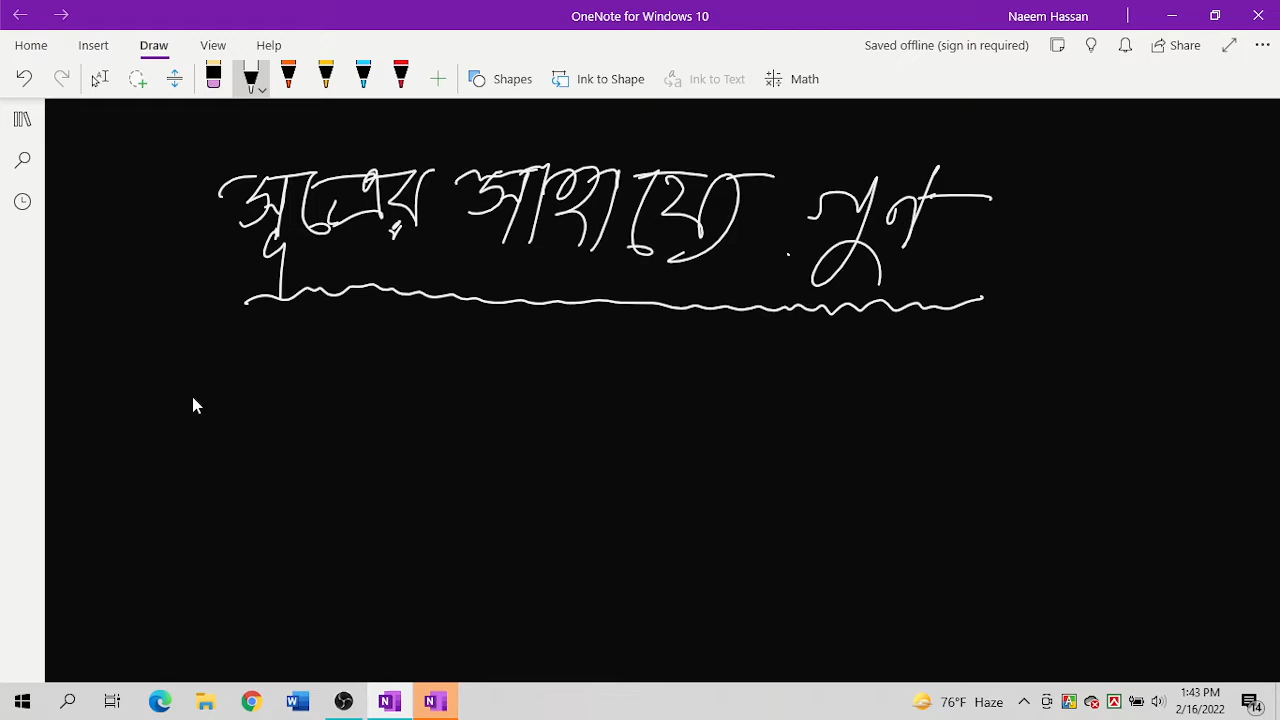 OneNote for Windows 10
Naeem Hassan
Home Insert Draw View Help
Saved offline (sign in required) Share
Shapes Ink to Shape Ink to Text Math
সূত্রের সাহায্যে গুণ
76°F Haze
1:43 PM
2/16/2022
14